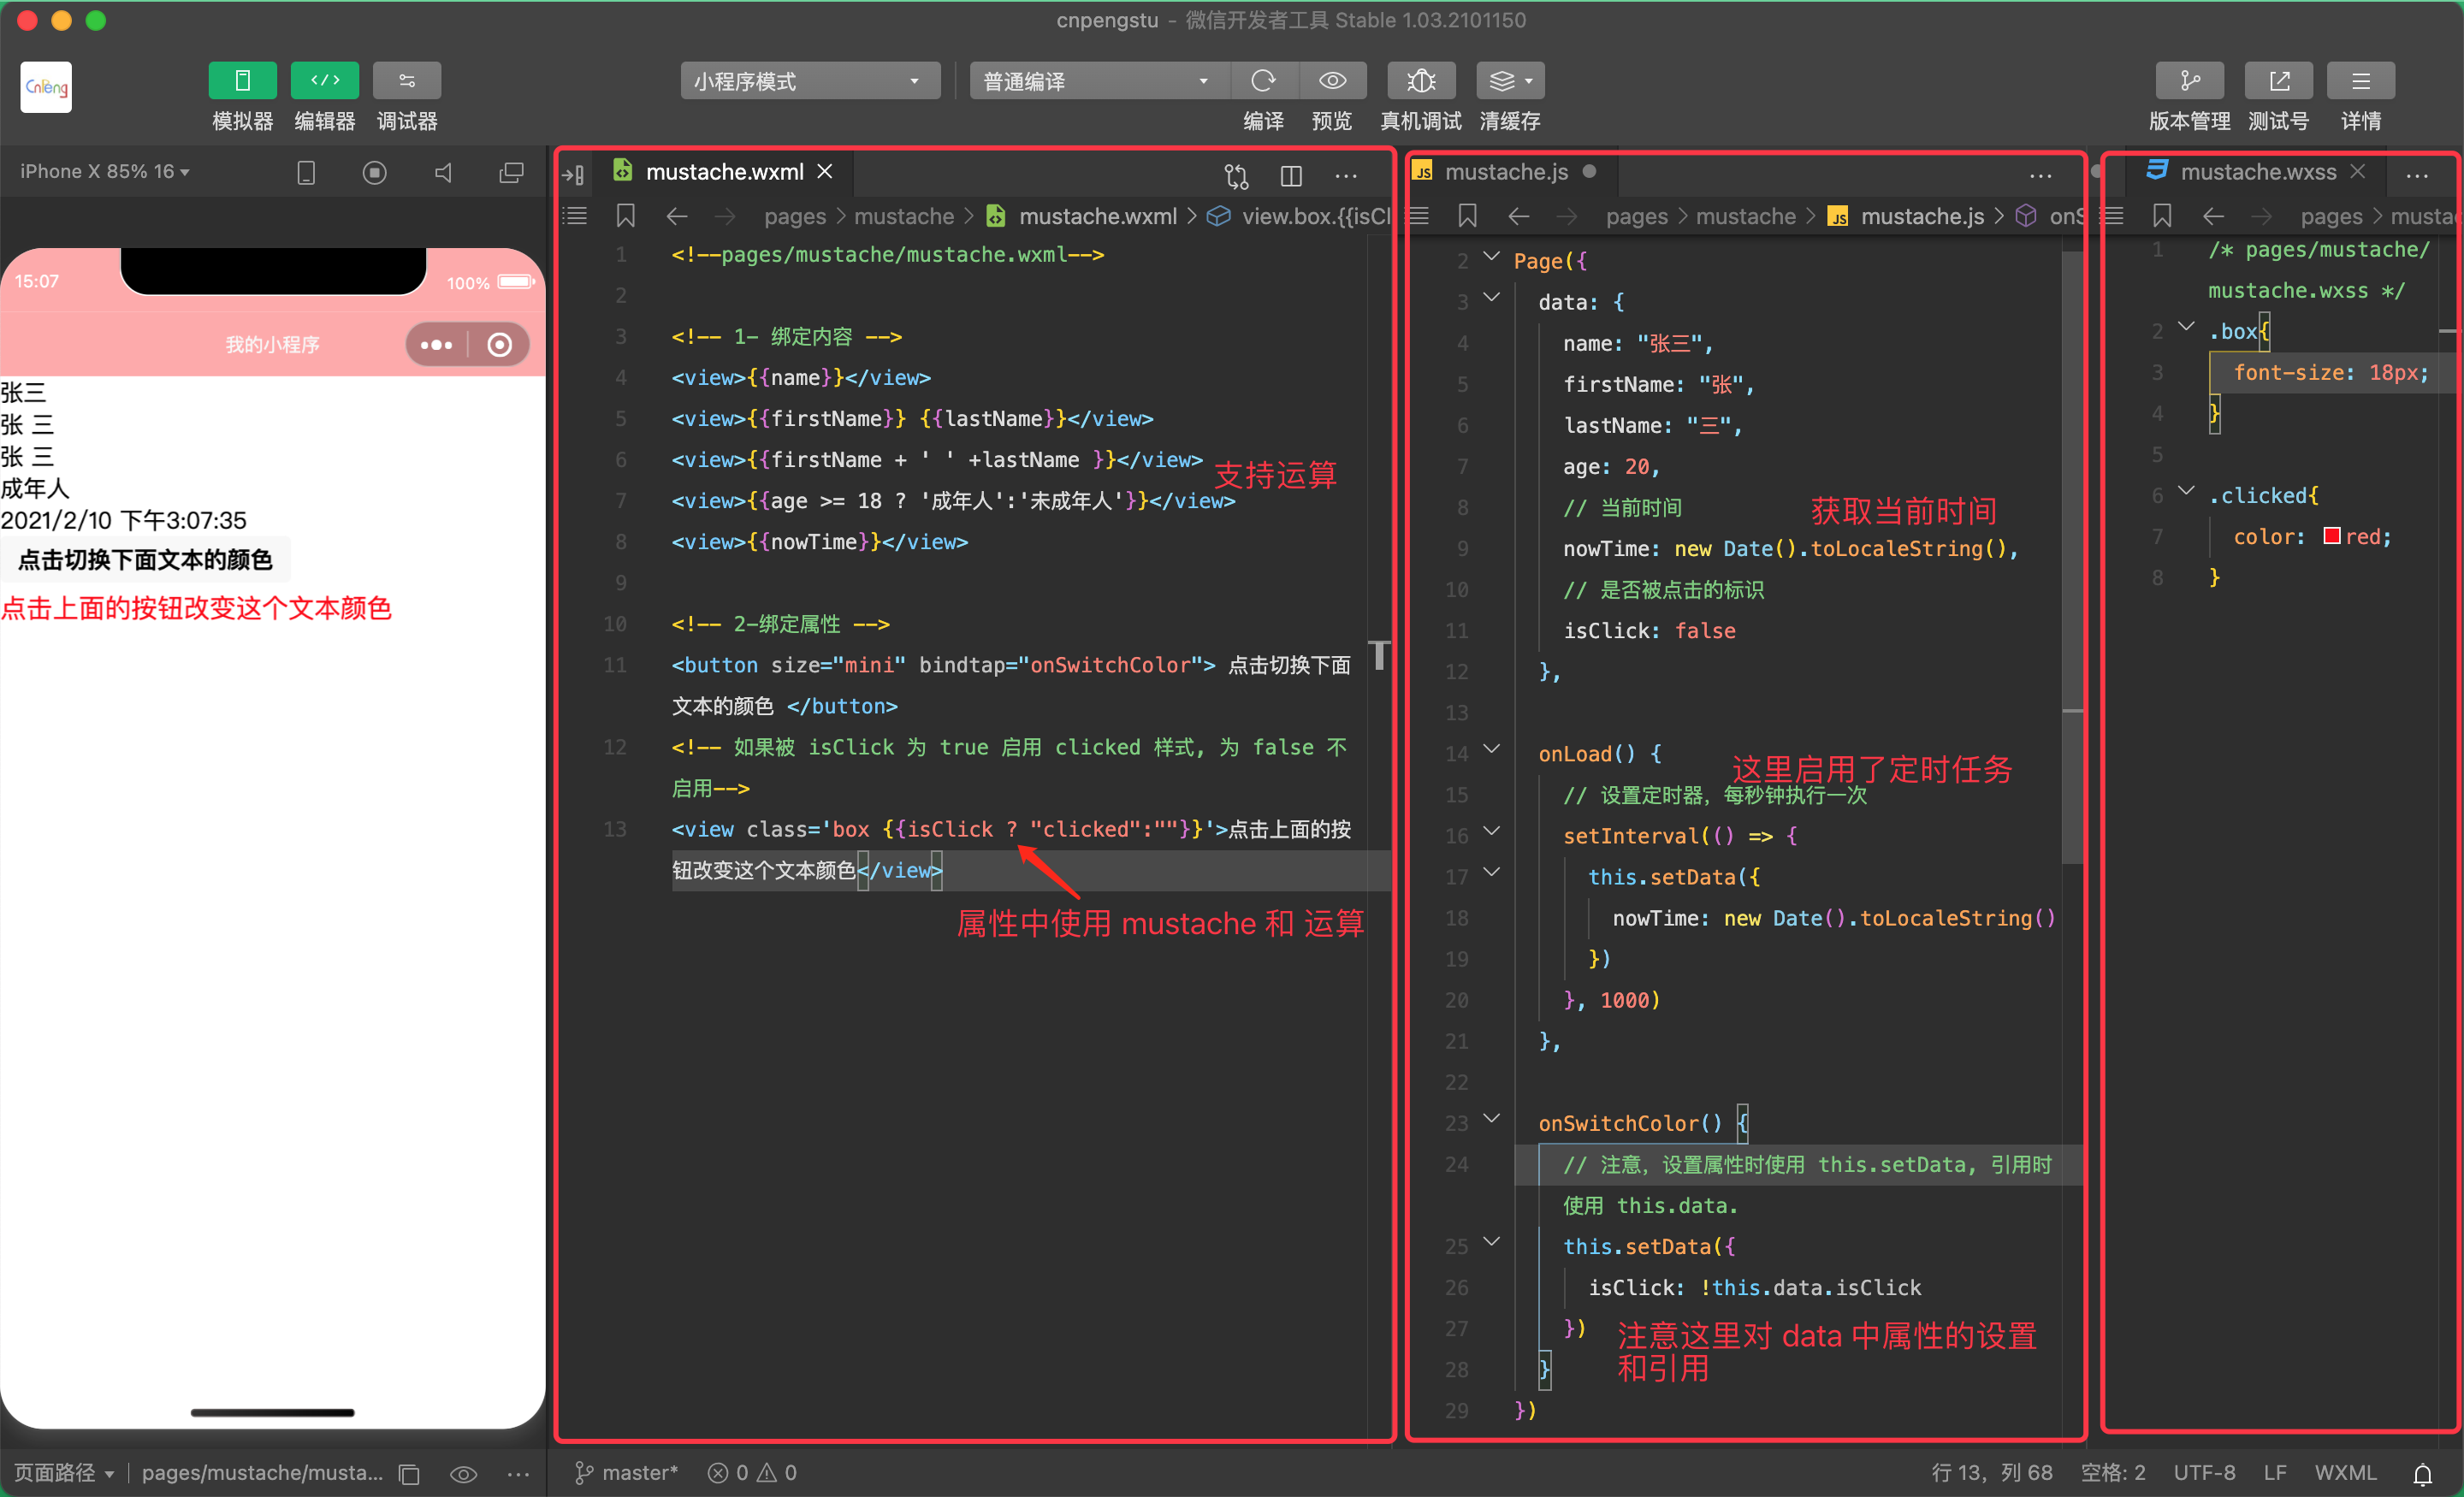 cnpengstu - 微信开发者工具 Stable 1.03.2101150
CnPeng
模拟器 编辑器 调试器
小程序模式 普通编译
编译 预览 真机调试 清缓存
版本管理 测试号 详情
iPhone X 85% 16
15:07 100%
我的小程序
张三
张 三
张 三
成年人
2021/2/10 下午3:07:35
点击切换下面文本的颜色
点击上面的按钮改变这个文本颜色
页面路径 pages/mustache/musta...
mustache.wxml
pages > mustache > mustache.wxml > view.box.{{isCl
1 <!--pages/mustache/mustache.wxml-->
2
3 <!-- 1- 绑定内容 -->
4 <view>{{name}}</view>
5 <view>{{firstName}} {{lastName}}</view>
6 <view>{{firstName + ' ' +lastName }}</view>
支持运算
7 <view>{{age >= 18 ? '成年人':'未成年人'}}</view>
8 <view>{{nowTime}}</view>
9
10 <!-- 2-绑定属性 -->
11 <button size="mini" bindtap="onSwitchColor"> 点击切换下面
文本的颜色 </button>
12 <!-- 如果被 isClick 为 true 启用 clicked 样式, 为 false 不
启用-->
13 <view class='box {{isClick ? "clicked":""}}'>点击上面的按
钮改变这个文本颜色</view>
属性中使用 mustache 和 运算
mustache.js
pages > mustache > mustache.js > onS
2 Page({
3 data: {
4 name: "张三",
5 firstName: "张",
6 lastName: "三",
7 age: 20,
8 // 当前时间
获取当前时间
9 nowTime: new Date().toLocaleString(),
10 // 是否被点击的标识
11 isClick: false
12 },
13
14 onLoad() {
这里启用了定时任务
15 // 设置定时器，每秒钟执行一次
16 setInterval(() => {
17 this.setData({
18 nowTime: new Date().toLocaleString()
19 })
20 }, 1000)
21 },
22
23 onSwitchColor() {
24 // 注意，设置属性时使用 this.setData, 引用时
使用 this.data.
25 this.setData({
26 isClick: !this.data.isClick
27 })
注意这里对 data 中属性的设置
和引用
28 }
29 })
mustache.wxss
pages > musta
1 /* pages/mustache/
mustache.wxss */
2 .box{
3 font-size: 18px;
4 }
5
6 .clicked{
7 color: red;
8 }
master* 0 0
行 13，列 68 空格: 2 UTF-8 LF WXML